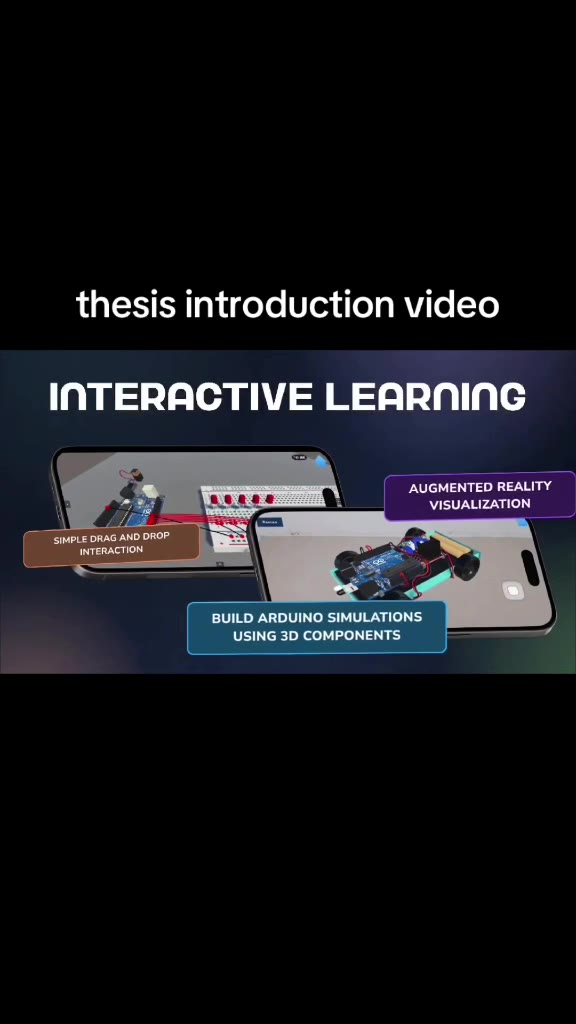 thesis introduction video
INTERACTIVE LEARNING
AUGMENTED REALITY
VISUALIZATION
SIMPLE DRAG AND DROP
INTERACTION
BUILD ARDUINO SIMULATIONS
USING 3D COMPONENTS